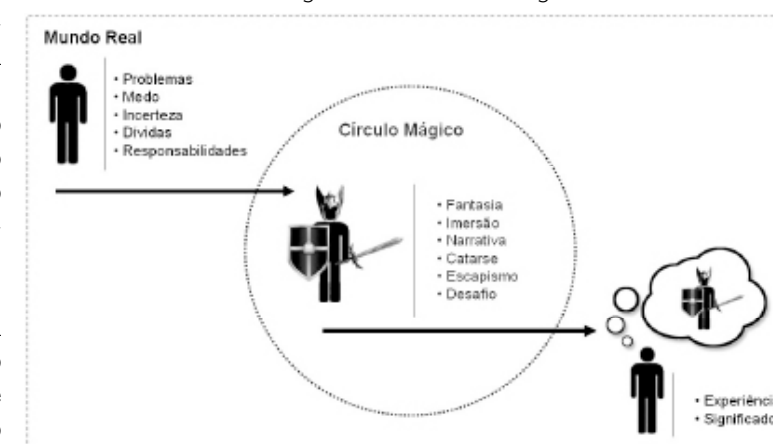 Mundo Real
• Problemas
• Medo
• Incerteza
• Dividas
• Responsabilidades
Círculo Mágico
• Fantasia
• Imersão
• Narrativa
• Catarse
• Escapismo
• Desafio
• Experiênci
• Significado